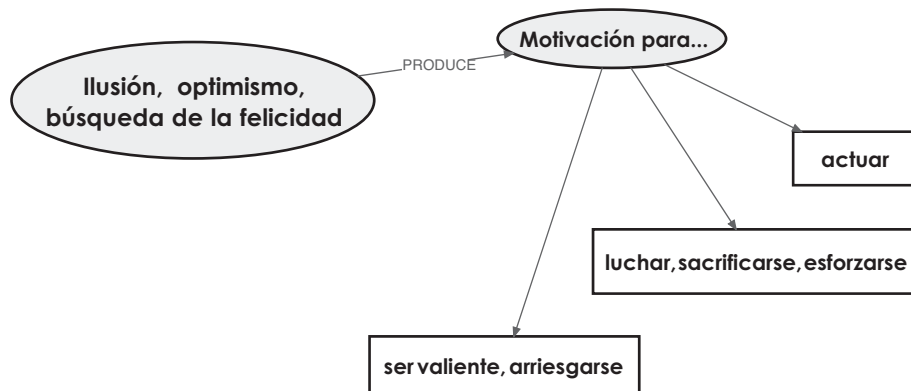 Motivación para...
PRODUCE
Ilusión, optimismo,
búsqueda de la felicidad
actuar
luchar, sacrificarse, esforzarse
ser valiente, arriesgarse